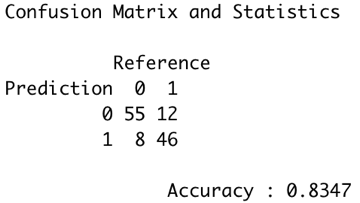 Confusion Matrix and Statistics
Reference
Prediction 0 1
0 55 12
1 8 46
Accuracy : 0.8347